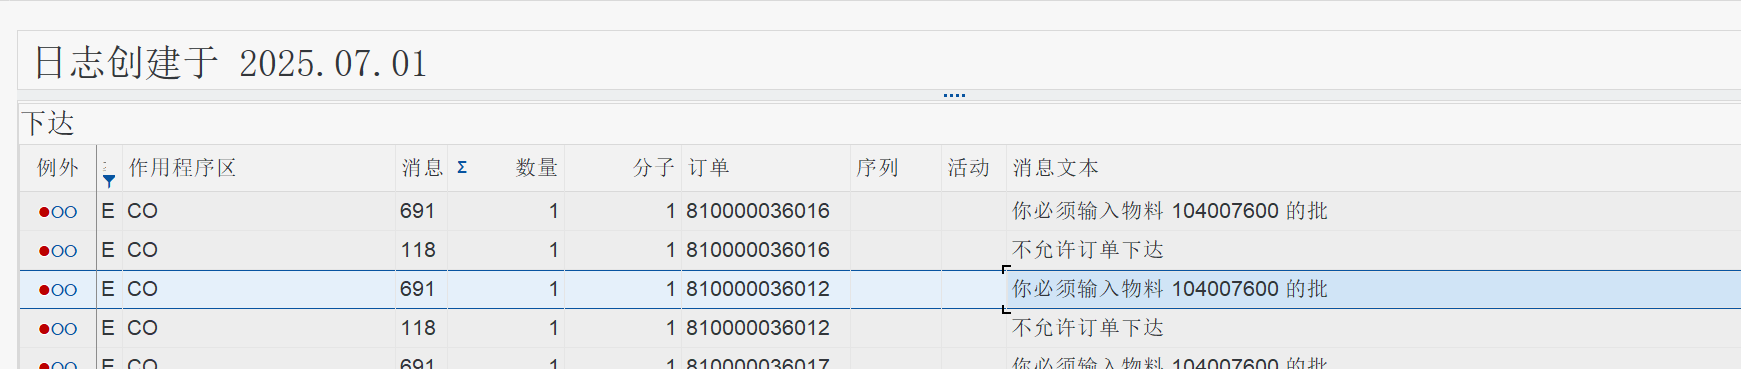 日志创建于 2025.07.01
下达
例外 作用程序区 消息 Σ 数量 分子 订单 序列 活动 消息文本
E CO 691 1 1 810000036016 你必须输入物料 104007600 的批
E CO 118 1 1 810000036016 不允许订单下达
E CO 691 1 1 810000036012 你必须输入物料 104007600 的批
E CO 118 1 1 810000036012 不允许订单下达
E CO 691 1 1 810000036017 你必须输入物料 104007600 的批